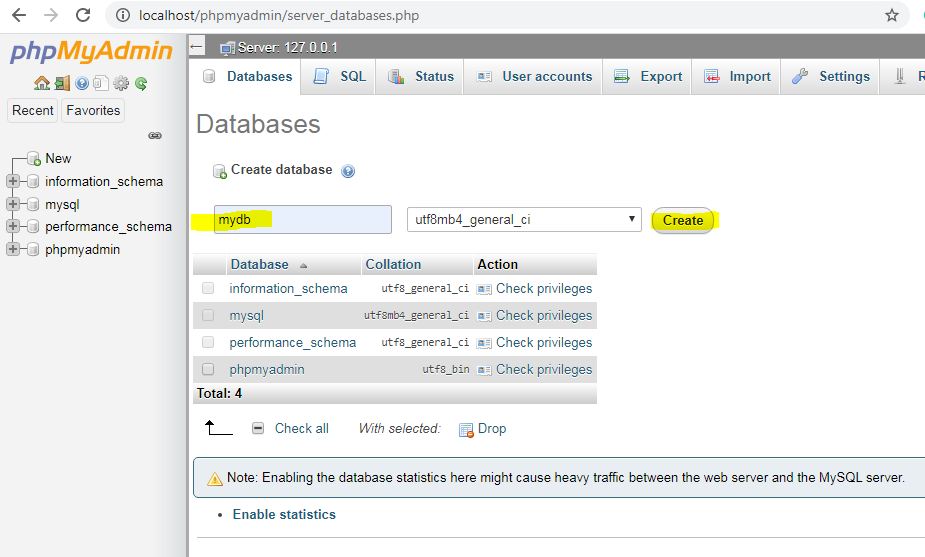 localhost/phpmyadmin/server_databases.php
phpMyAdmin
Recent Favorites
New
information_schema
mysql
performance_schema
phpmyadmin
Server: 127.0.0.1
Databases SQL Status User accounts Export Import Settings R
Databases
Create database
mydb utf8mb4_general_ci Create
Database Collation Action
information_schema utf8_general_ci Check privileges
mysql utf8mb4_general_ci Check privileges
performance_schema utf8_general_ci Check privileges
phpmyadmin utf8_bin Check privileges
Total: 4
Check all With selected: Drop
Note: Enabling the database statistics here might cause heavy traffic between the web server and the MySQL server.
Enable statistics